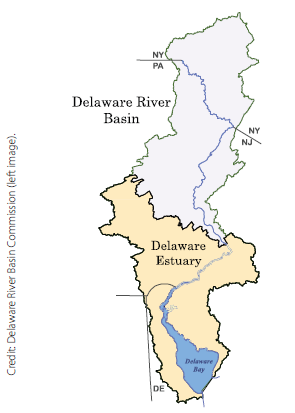 NY
PA
Delaware River
Basin
NY
NJ
Delaware
Estuary
Delaware
Bay
DE
Credit: Delaware River Basin Commission (left image).